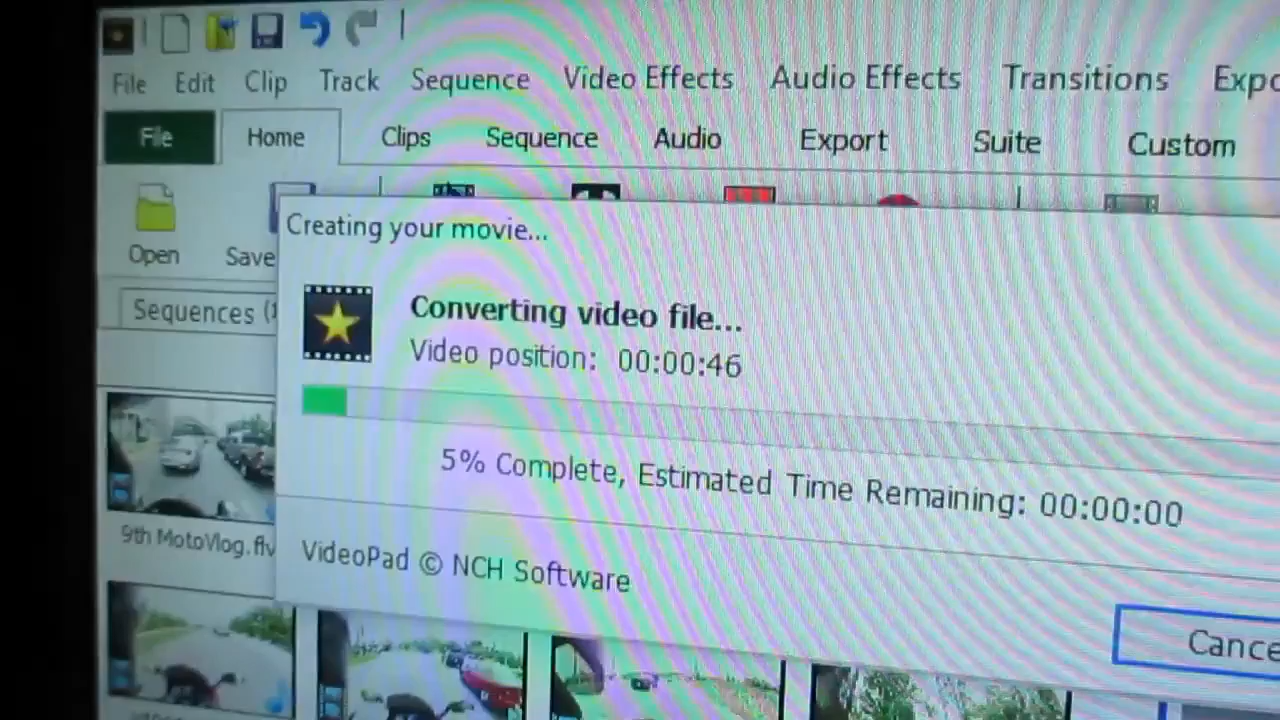 File Edit Clip Track Sequence Video Effects Audio Effects Transitions
File Home Clips Sequence Audio Export Suite Custom
Open Save
Sequences
Creating your movie...
Converting video file...
Video position: 00:00:46
5% Complete, Estimated Time Remaining: 00:00:00
9th MotoVlog.flv
VideoPad © NCH Software
Cance